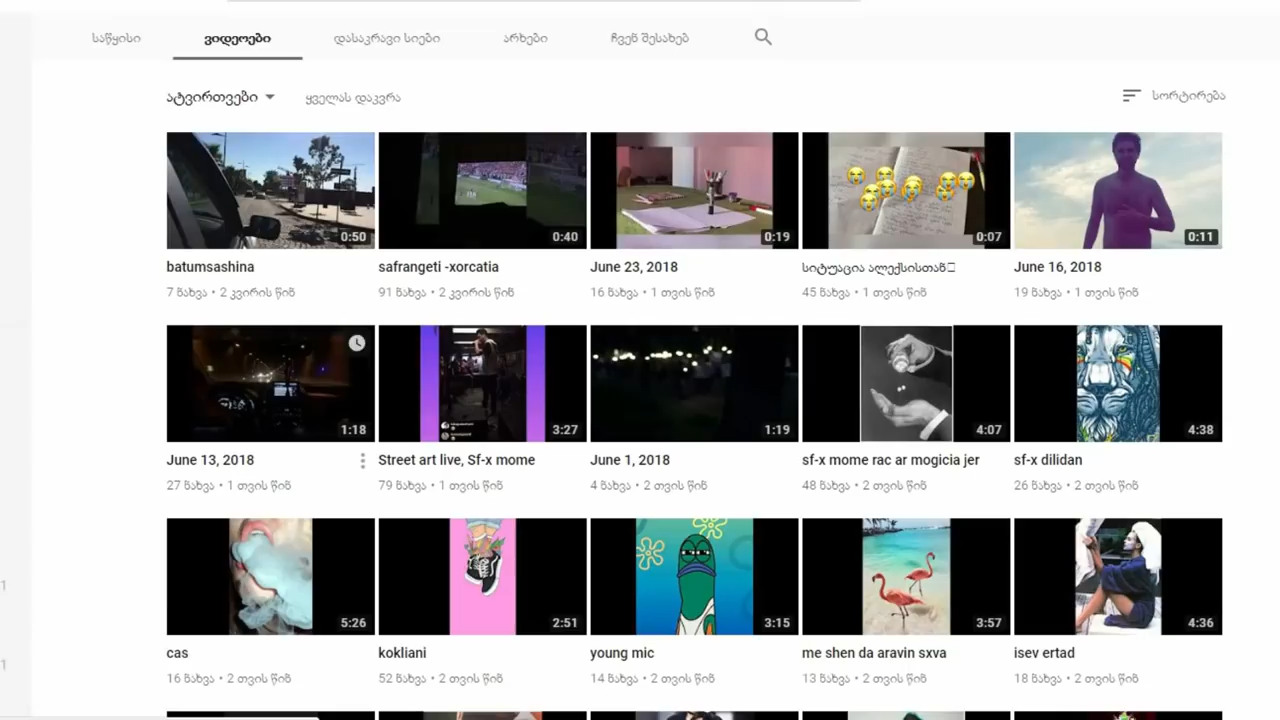 საწყისი ვიდეოები დასაკრავი სიები არხები ჩვენ შესახებ
ატვირთვები ყველას დაკვრა სორტირება
0:50 0:40 0:19 0:07 0:11
batumsashina safrangeti -xorcatia June 23, 2018 სიტუაცია ალექსისთან June 16, 2018
7 ნახვა • 2 კვირის წინ 91 ნახვა • 2 კვირის წინ 16 ნახვა • 1 თვის წინ 45 ნახვა • 1 თვის წინ 19 ნახვა • 1 თვის წინ
1:18 3:27 1:19 4:07 4:38
June 13, 2018 Street art live, Sf-x mome June 1, 2018 sf-x mome rac ar mogicia jer sf-x dilidan
27 ნახვა • 1 თვის წინ 79 ნახვა • 1 თვის წინ 4 ნახვა • 2 თვის წინ 48 ნახვა • 2 თვის წინ 26 ნახვა • 2 თვის წინ
5:26 2:51 3:15 3:57 4:36
cas kokliani young mic me shen da aravin sxva isev ertad
16 ნახვა • 2 თვის წინ 52 ნახვა • 2 თვის წინ 14 ნახვა • 2 თვის წინ 13 ნახვა • 2 თვის წინ 18 ნახვა • 2 თვის წინ